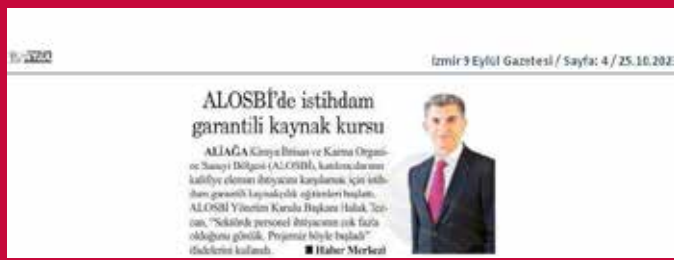 İzmir 9 Eylül Gazetesi / Sayfa: 4 / 25.10.202
ALOSBİ'de istihdam
garantili kaynak kursu
ALİAĞA Kimya İhtisas ve Karma Organi-
ze Sanayi Bölgesi (ALOSBİ), katılımcılarının
kalifiye eleman ihtiyacını karşılamak için istih-
dam garantili kaynakçılık eğitimleri başlattı.
ALOSBİ Yönetim Kurulu Başkanı Haluk Tez-
can, "Sektörde personel ihtiyacının çok fazla
olduğunu gördük. Projemiz böyle başladı"
ifadelerini kullandı. ■ Haber Merkezi